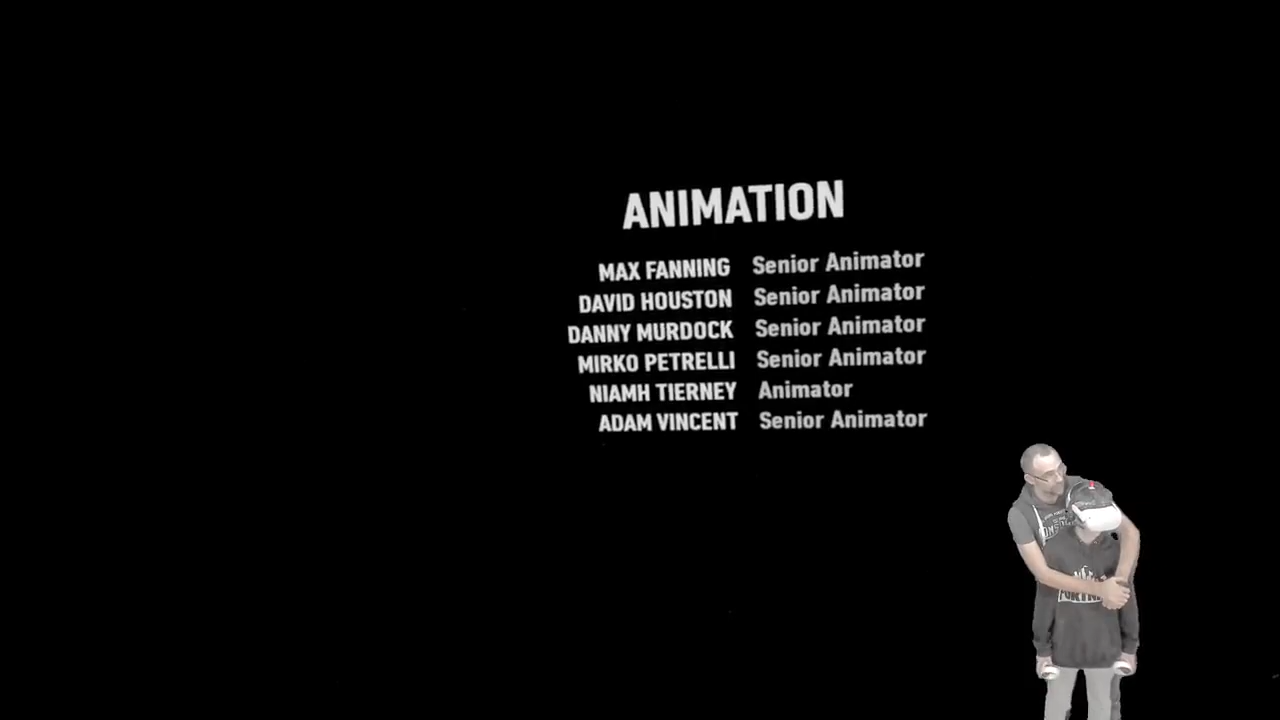 ANIMATION
MAX FANNING Senior Animator
DAVID HOUSTON Senior Animator
DANNY MURDOCK Senior Animator
MIRKO PETRELLI Senior Animator
NIAMH TIERNEY Animator
ADAM VINCENT Senior Animator